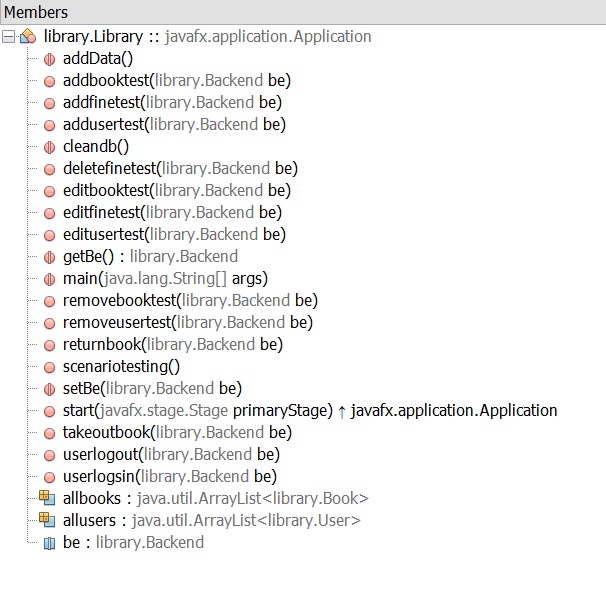 Members
library.Library :: javafx.application.Application
addData()
addbooktest(library.Backend be)
addfinetest(library.Backend be)
addusertest(library.Backend be)
cleandb()
deletefinetest(library.Backend be)
editbooktest(library.Backend be)
editfinetest(library.Backend be)
editusertest(library.Backend be)
getBe() : library.Backend
main(java.lang.String[] args)
removebooktest(library.Backend be)
removeusertest(library.Backend be)
returnbook(library.Backend be)
scenariotesting()
setBe(library.Backend be)
start(javafx.stage.Stage primaryStage) ↑ javafx.application.Application
takeoutbook(library.Backend be)
userlogout(library.Backend be)
userlogsin(library.Backend be)
allbooks : java.util.ArrayList<library.Book>
allusers : java.util.ArrayList<library.User>
be : library.Backend